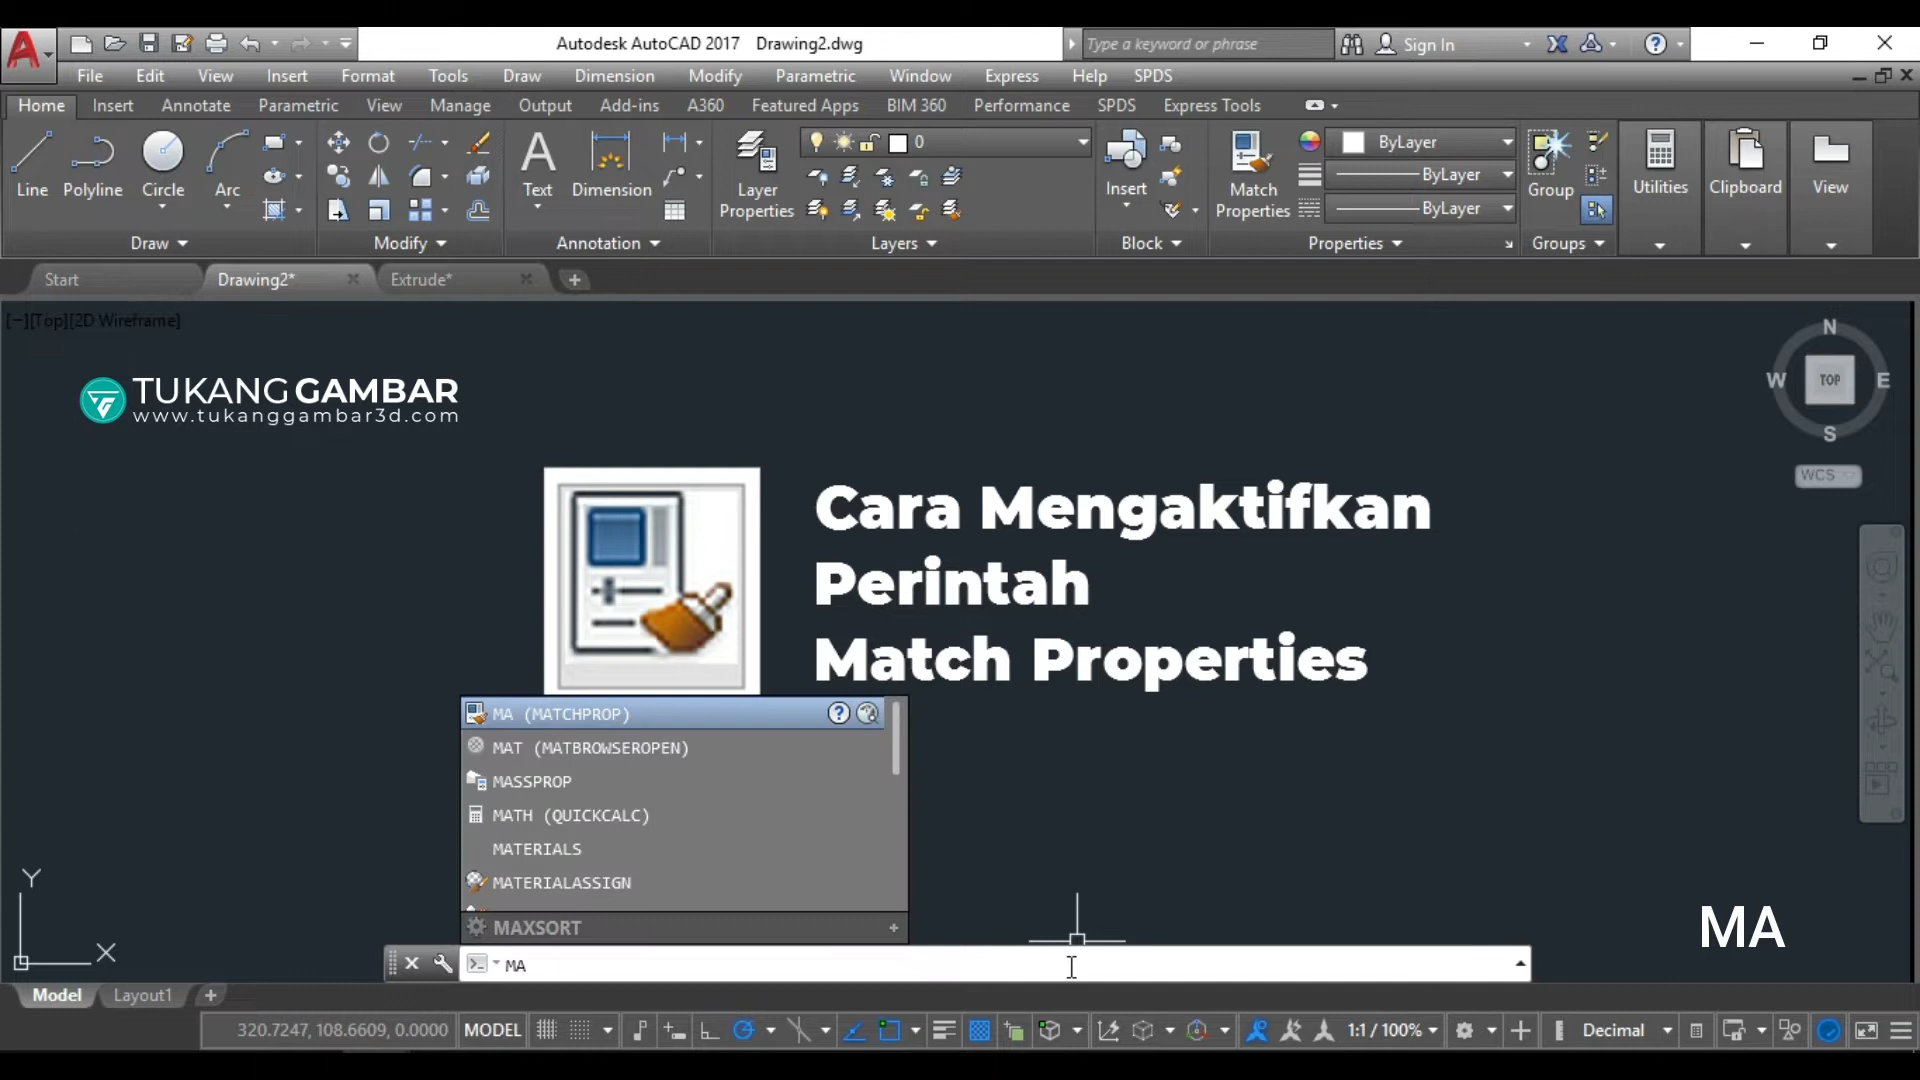 Autodesk AutoCAD 2017 Drawing2.dwg
Type a keyword or phrase
Sign In
File Edit View Insert Format Tools Draw Dimension Modify Parametric Window Express Help SPDS
Home Insert Annotate Parametric View Manage Output Add-ins A360 Featured Apps BIM 360 Performance SPDS Express Tools
Line Polyline Circle Arc
Text Dimension
Layer Properties
0
Insert
Match Properties
ByLayer
ByLayer
ByLayer
Group
Utilities
Clipboard
View
Draw Modify Annotation Layers Block Properties Groups
Start Drawing2* Extrude*
[−][Top][2D Wireframe]
N
W TOP E
S
WCS
TUKANG GAMBAR
www.tukanggambar3d.com
Cara Mengaktifkan
Perintah
Match Properties
MA (MATCHPROP)
MAT (MATBROWSEROPEN)
MASSPROP
MATH (QUICKCALC)
MATERIALS
MATERIALASSIGN
MAXSORT
Y
X
MA
MA
Model Layout1
320.7247, 108.6609, 0.0000 MODEL 1:1 / 100% Decimal